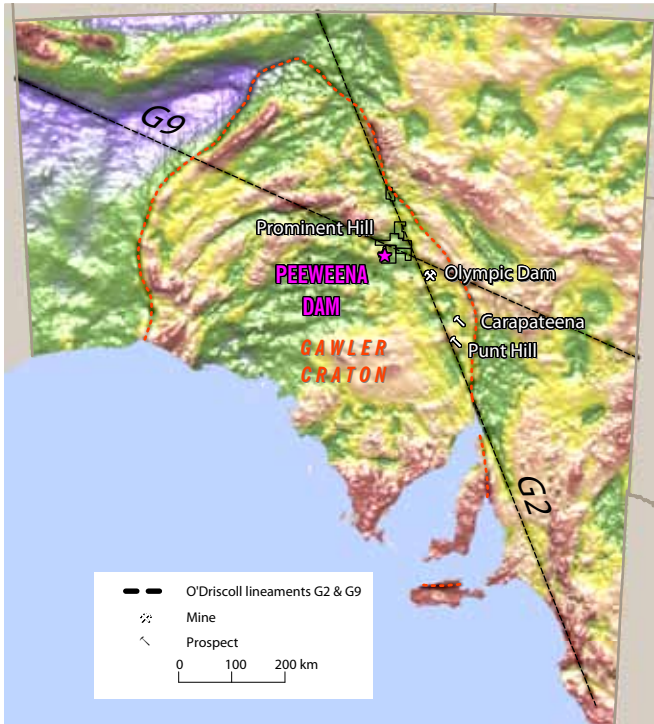 G9
Prominent Hill
PEEWEENA
DAM
Olympic Dam
Carapateena
Punt Hill
GAWLER
CRATON
G2
O'Driscoll lineaments G2 & G9
Mine
Prospect
0 100 200 km